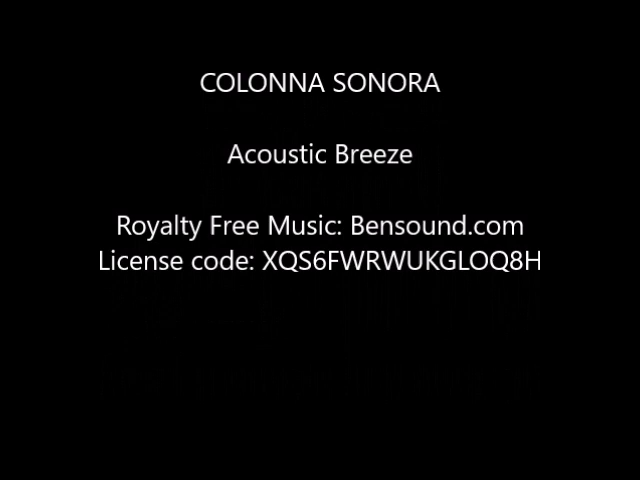 COLONNA SONORA
Acoustic Breeze
Royalty Free Music: Bensound.com
License code: XQS6FWRWUKGLOQ8H